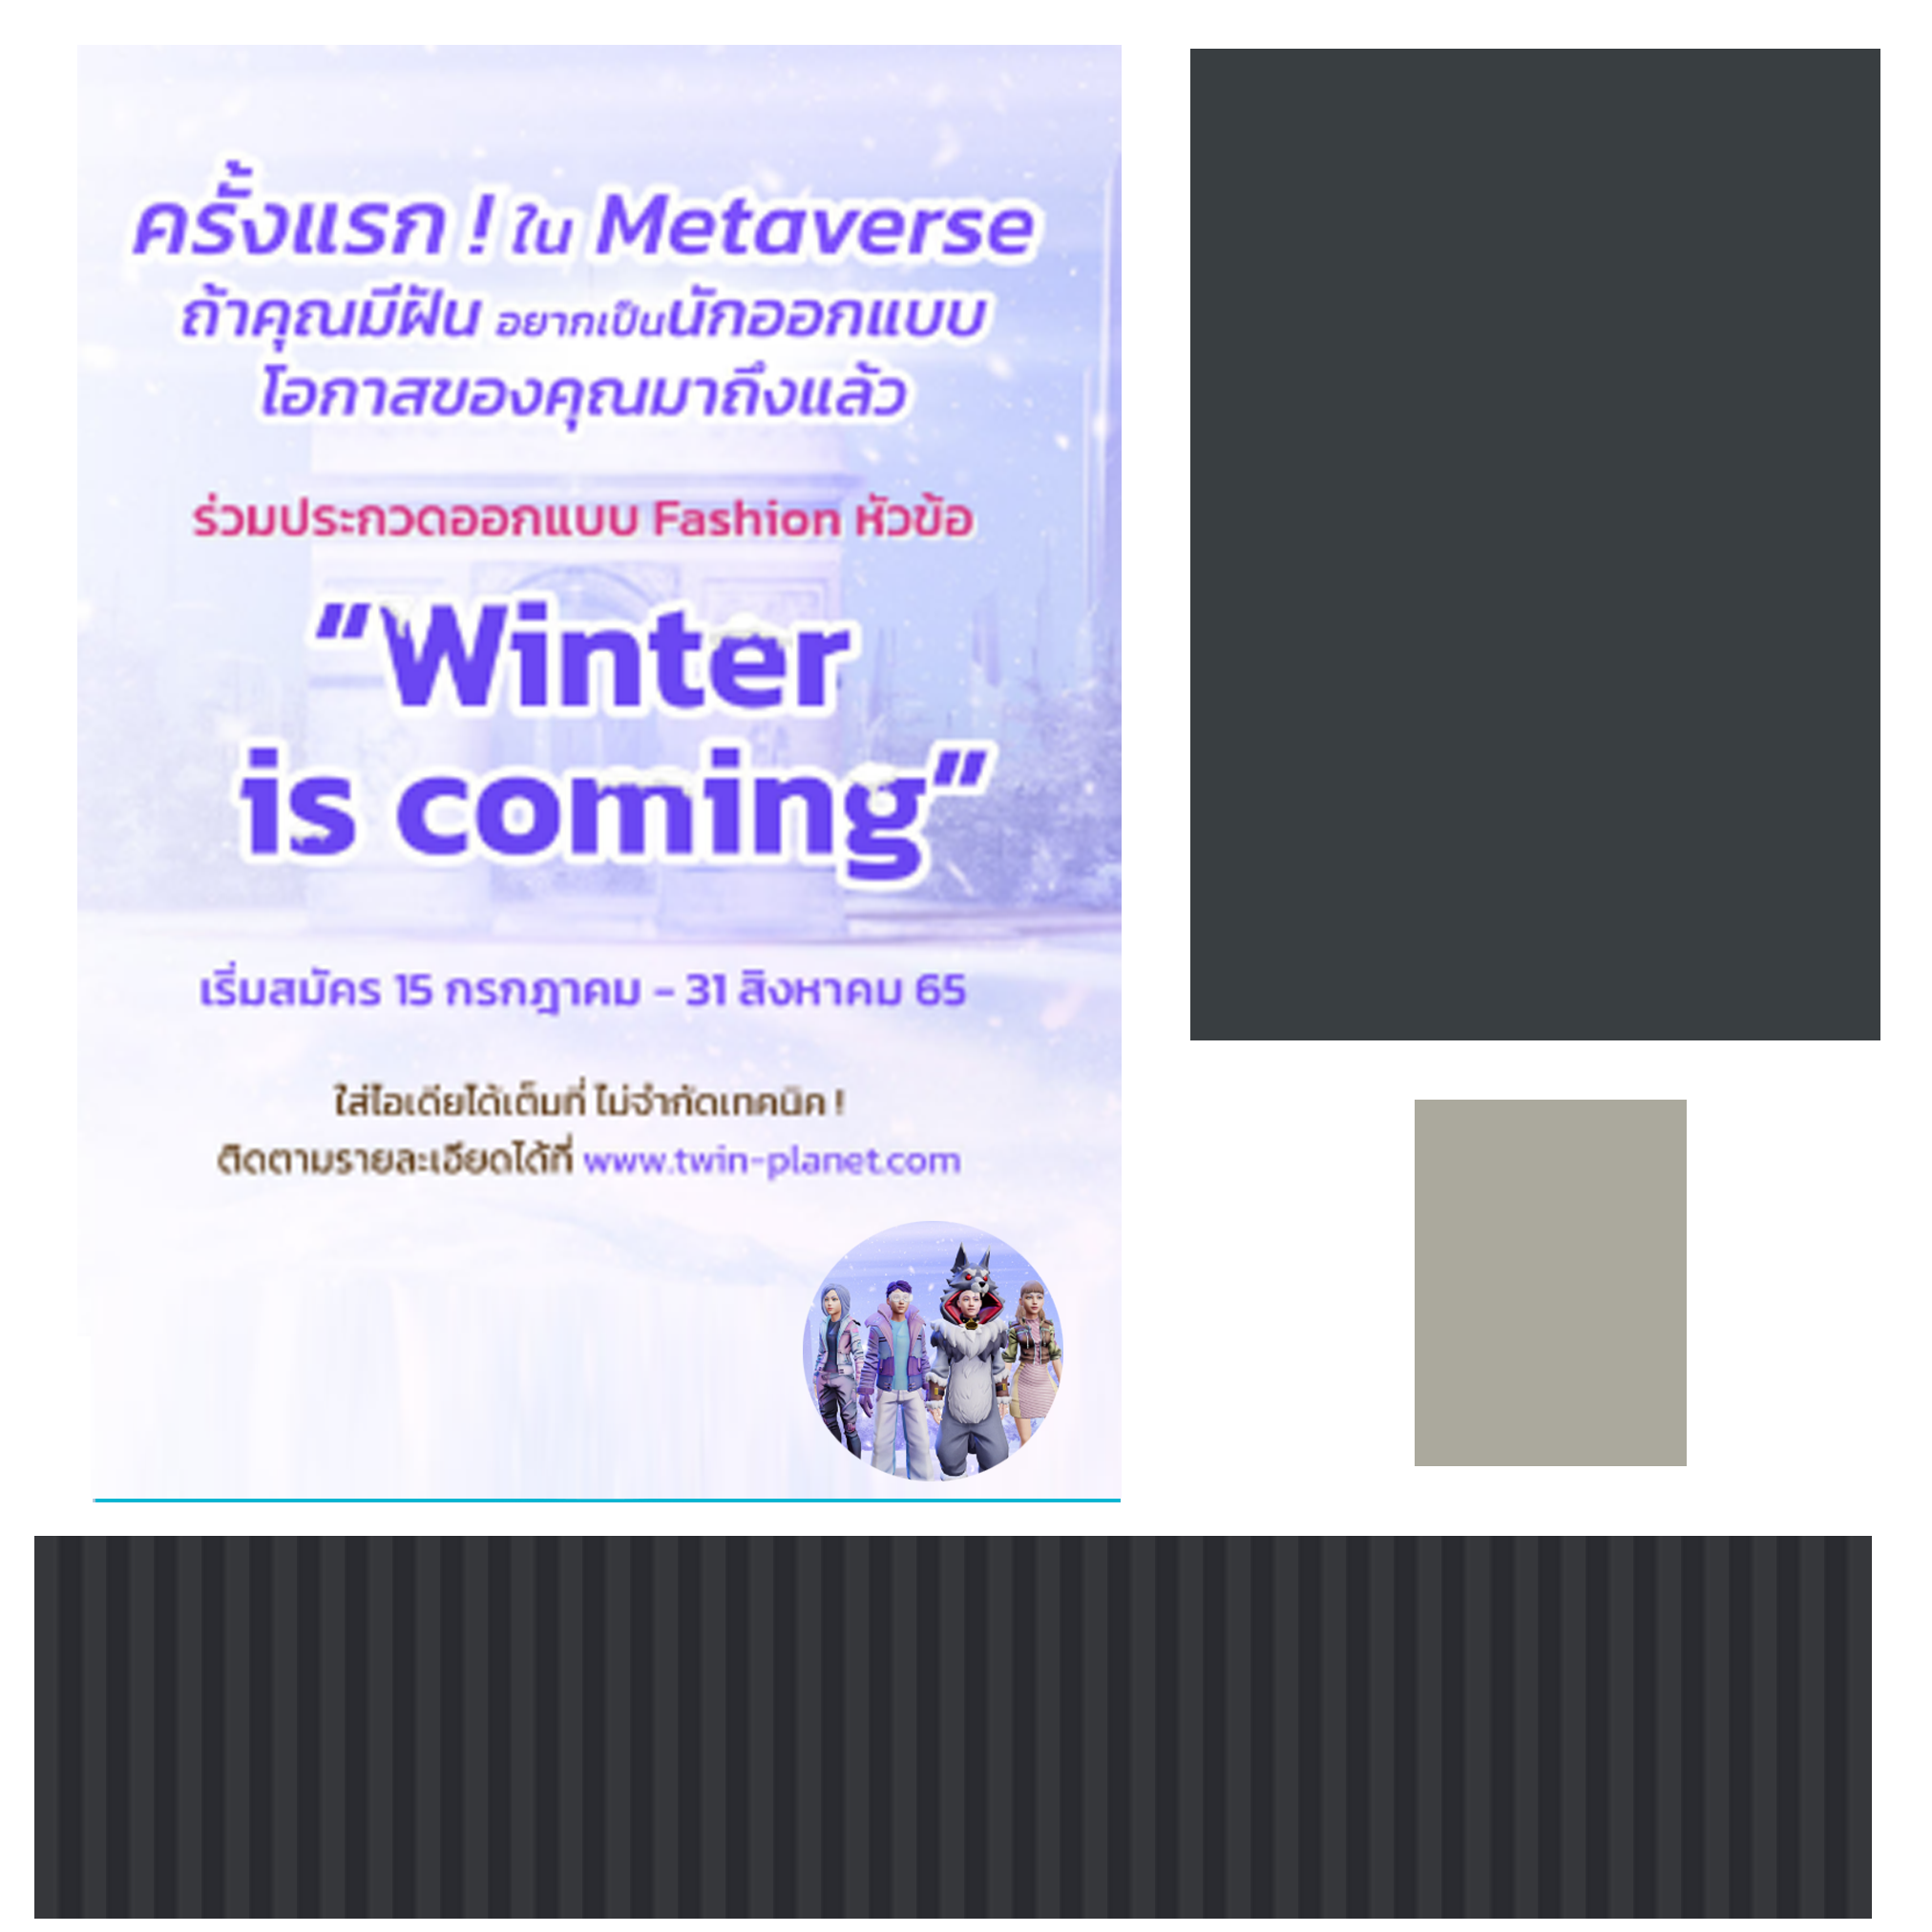 ครั้งแรก ! ใน Metaverse
ถ้าคุณมีฝัน อยากเป็นนักออกแบบ
โอกาสของคุณมาถึงแล้ว
ร่วมประกวดออกแบบ Fashion หัวข้อ
“Winter
is coming”
เริ่มสมัคร 15 กรกฎาคม - 31 สิงหาคม 65
ใส่ไอเดียได้เต็มที่ ไม่จำกัดเทคนิค !
ติดตามรายละเอียดได้ที่ www.twin-planet.com